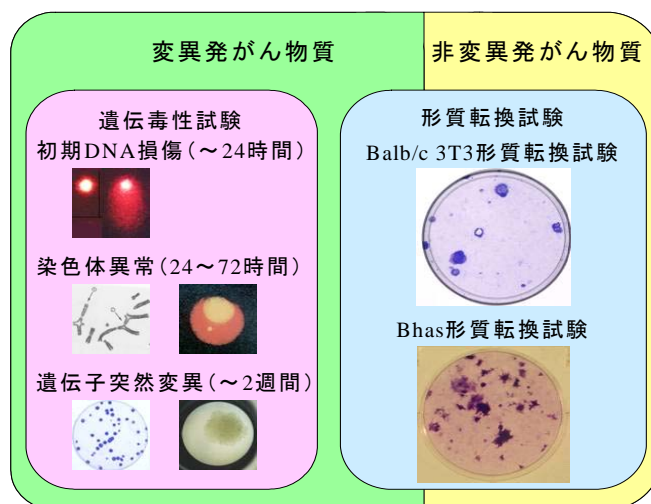 変異発がん物質
非変異発がん物質
遺伝毒性試験
初期DNA損傷(～24時間)
染色体異常(24～72時間)
遺伝子突然変異(～2週間)
形質転換試験
Balb/c 3T3形質転換試験
Bhas形質転換試験